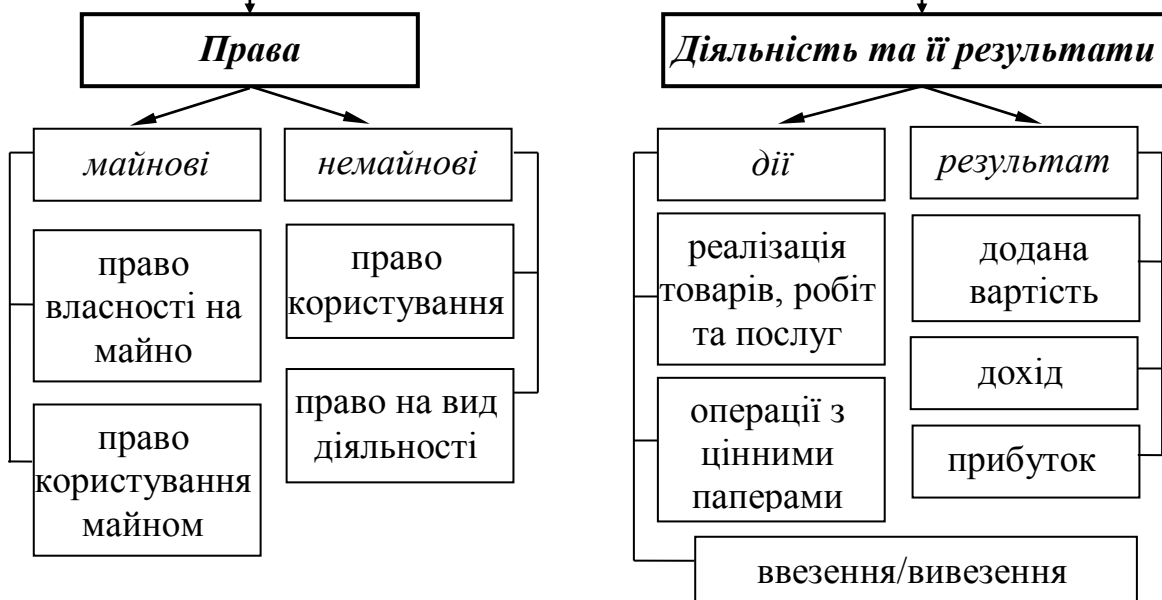 Права
майнові
немайнові
право
власності на
майно
право
користування
майном
право
користування
право на вид
діяльності
Діяльність та її результати
дії
результат
реалізація
товарів, робіт
та послуг
операції з
цінними
паперами
ввезення/вивезення
додана
вартість
дохід
прибуток